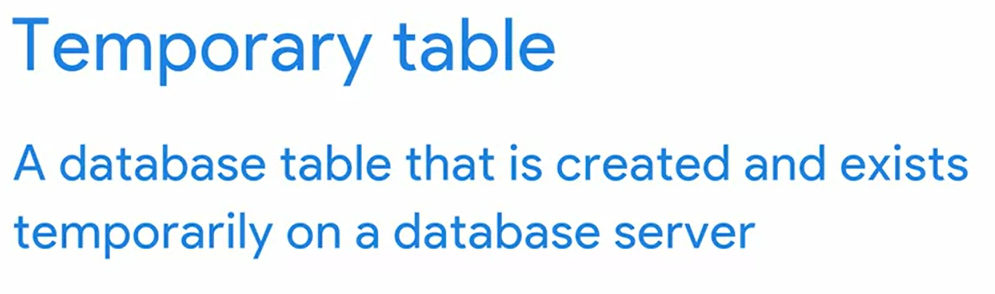 Temporary table
A database table that is created and exists
temporarily on a database server